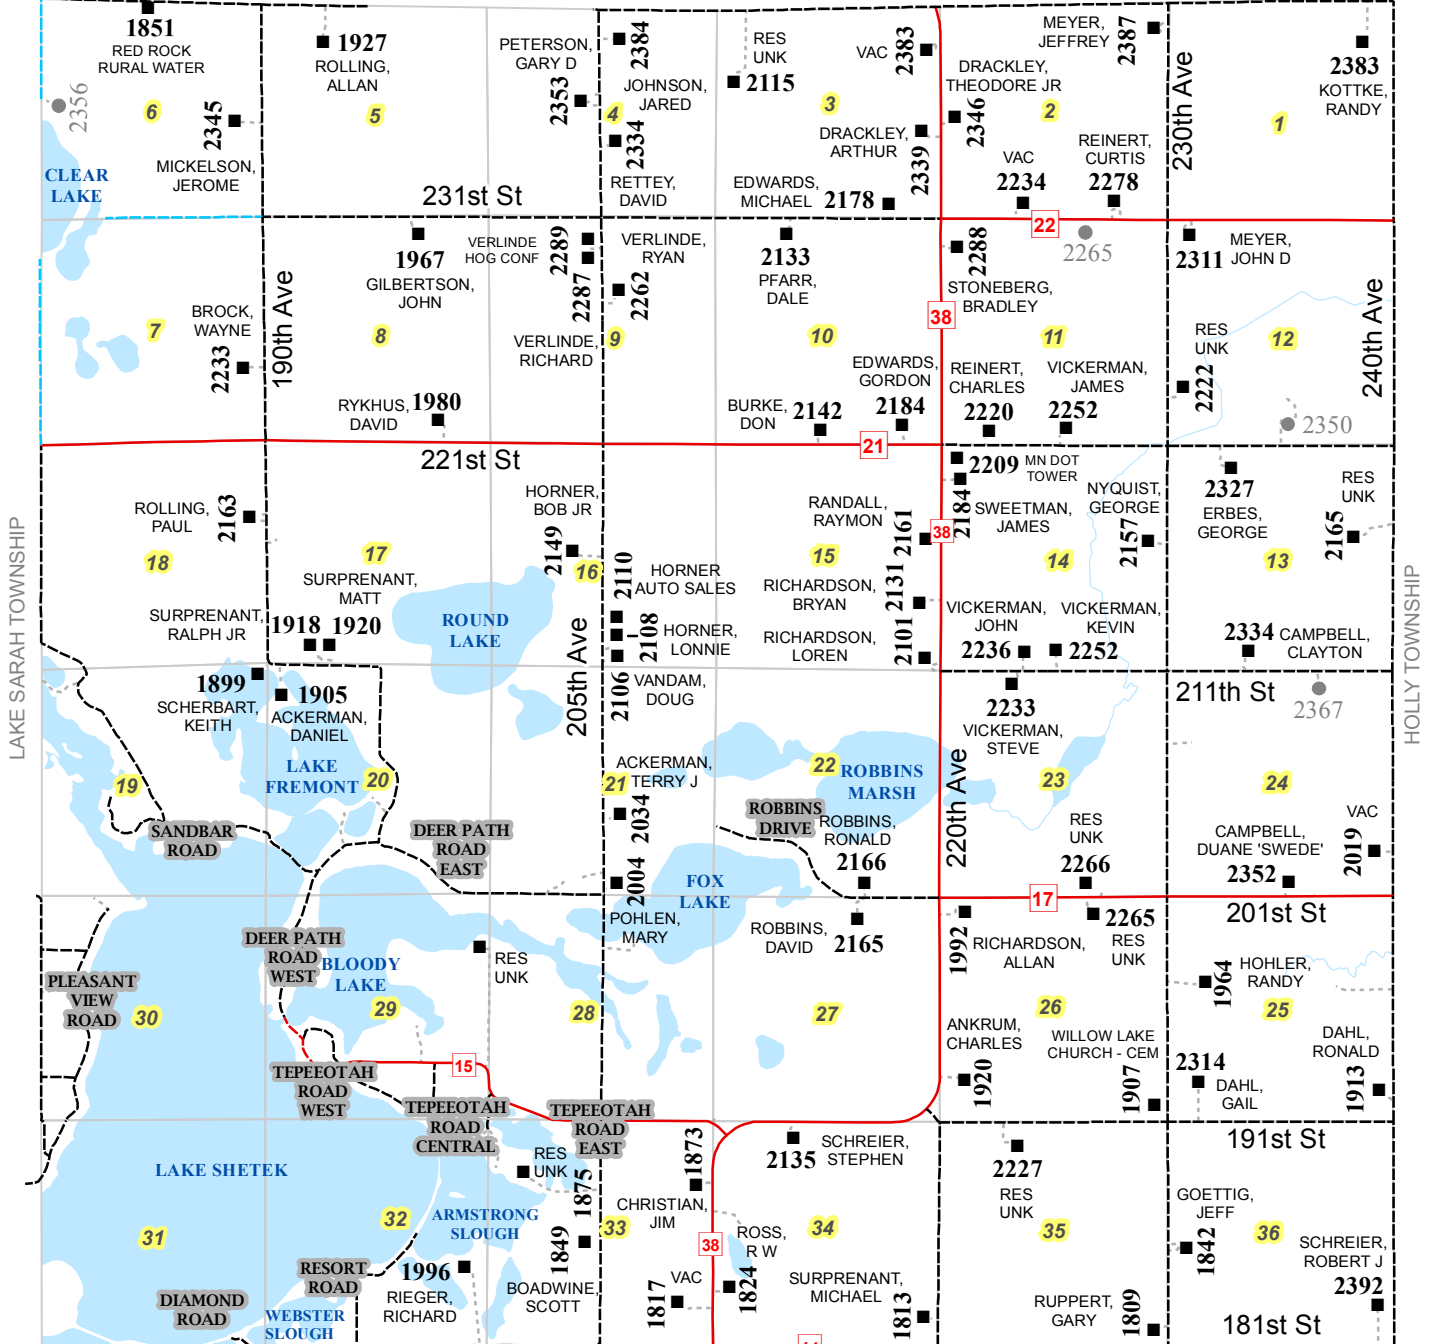 1851
RED ROCK
RURAL WATER
2356
6
2345
MICKELSON,
JEROME
CLEAR
LAKE
1927
ROLLING,
ALLAN
5
231st St
PETERSON,
GARY D
2353
2384
JOHNSON,
JARED
4
2334
RETTEY,
DAVID
RES
UNK
2115
3
VAC
2383
DRACKLEY,
ARTHUR
2339
EDWARDS,
MICHAEL
2178
MEYER,
JEFFREY
2387
DRACKLEY,
THEODORE JR
2346
2
VAC
2234
REINERT,
CURTIS
2278
230th Ave
2383
KOTTKE,
RANDY
1
22
7
BROCK,
WAYNE
2233
190th Ave
1967
GILBERTSON,
JOHN
VERLINDE
HOG CONF
2289
2287
8
VERLINDE,
RICHARD
RYKHUS,
DAVID
1980
VERLINDE,
RYAN
2262
9
2133
PFARR,
DALE
10
EDWARDS,
GORDON
2184
BURKE,
DON
2142
38
2288
STONEBERG,
BRADLEY
2265
11
REINERT,
CHARLES
2220
VICKERMAN,
JAMES
2252
2311
MEYER,
JOHN D
RES
UNK
2222
12
2350
240th Ave
21
221st St
LAKE SARAH TOWNSHIP
ROLLING,
PAUL
2163
18
SURPRENANT,
RALPH JR
17
SURPRENANT,
MATT
1918
1920
ROUND
LAKE
HORNER,
BOB JR
2149
16
2110
HORNER
AUTO SALES
2108
HORNER,
LONNIE
2106
VANDAM,
DOUG
205th Ave
RANDALL,
RAYMON
2161
15
RICHARDSON,
BRYAN
2131
RICHARDSON,
LOREN
2101
38
2209
MN DOT
TOWER
2184
SWEETMAN,
JAMES
NYQUIST,
GEORGE
2157
14
VICKERMAN,
JOHN
2236
VICKERMAN,
KEVIN
2252
2327
ERBES,
GEORGE
RES
UNK
2165
13
2334
CAMPBELL,
CLAYTON
HOLLY TOWNSHIP
211th St
1899
SCHERBART,
KEITH
1905
ACKERMAN,
DANIEL
LAKE
FREMONT
19
20
SANDBAR
ROAD
DEER PATH
ROAD
EAST
ACKERMAN,
TERRY J
21
2034
2004
POHLEN,
MARY
22
ROBBINS
MARSH
ROBBINS
DRIVE
ROBBINS,
RONALD
2166
FOX
LAKE
220th Ave
2233
VICKERMAN,
STEVE
23
RES
UNK
2266
2367
24
VAC
2019
CAMPBELL,
DUANE 'SWEDE'
2352
17
201st St
DEER PATH
ROAD
WEST
BLOODY
LAKE
PLEASANT
VIEW
ROAD
30
29
RES
UNK
28
ROBBINS,
DAVID
2165
27
1992
RICHARDSON,
ALLAN
2265
RES
UNK
26
ANKRUM,
CHARLES
1920
WILLOW LAKE
CHURCH - CEM
1907
1964
HOHLER,
RANDY
25
2314
DAHL,
GAIL
DAHL,
RONALD
1913
15
TEPEEOTAH
ROAD
WEST
TEPEEOTAH
ROAD
CENTRAL
TEPEEOTAH
ROAD
EAST
191st St
LAKE SHETEK
31
32
ARMSTRONG
SLOUGH
RES
UNK
1875
1849
BOADWINE,
SCOTT
1996
RIEGER,
RICHARD
RESORT
ROAD
DIAMOND
ROAD
WEBSTER
SLOUGH
1873
CHRISTIAN,
JIM
33
38
VAC
1817
2135
SCHREIER,
STEPHEN
34
ROSS,
R W
1824
SURPRENANT,
MICHAEL
1813
2227
RES
UNK
35
RUPPERT,
GARY
1809
GOETTIG,
JEFF
1842
36
SCHREIER,
ROBERT J
2392
181st St